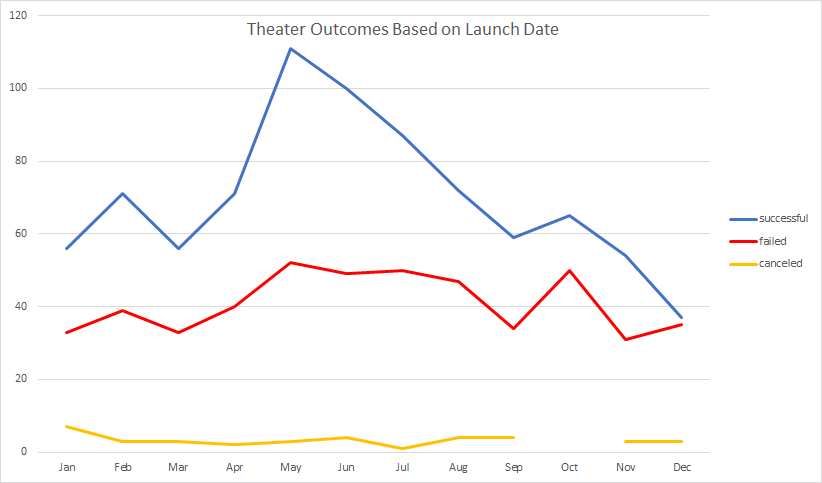 Theater Outcomes Based on Launch Date
120
100
80
60
40
20
0
Jan Feb Mar Apr May Jun Jul Aug Sep Oct Nov Dec
successful
failed
canceled